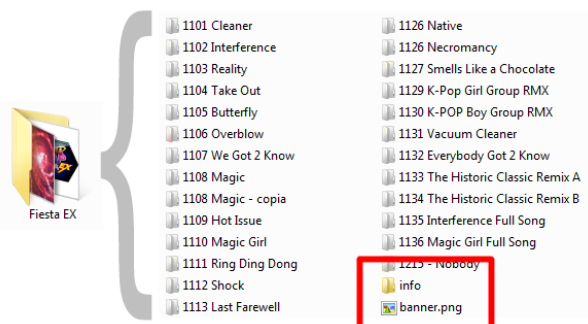 Fiesta EX
1101 Cleaner
1102 Interference
1103 Reality
1104 Take Out
1105 Butterfly
1106 Overblow
1107 We Got 2 Know
1108 Magic
1108 Magic - copia
1109 Hot Issue
1110 Magic Girl
1111 Ring Ding Dong
1112 Shock
1113 Last Farewell
1126 Native
1126 Necromancy
1127 Smells Like a Chocolate
1129 K-Pop Girl Group RMX
1130 K-POP Boy Group RMX
1131 Vacuum Cleaner
1132 Everybody Got 2 Know
1133 The Historic Classic Remix A
1134 The Historic Classic Remix B
1135 Interference Full Song
1136 Magic Girl Full Song
1215 - Nobody
info
banner.png